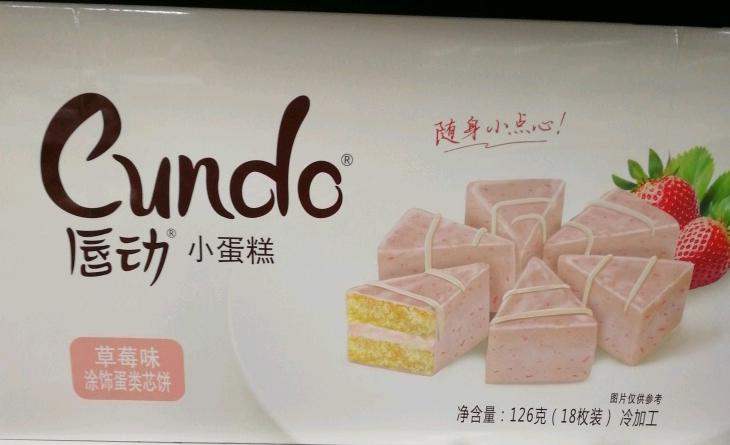 随身小点心!
Cundo®
唇动® 小蛋糕
草莓味
涂饰蛋类芯饼
图片仅供参考
净含量：126克（18枚装）冷加工